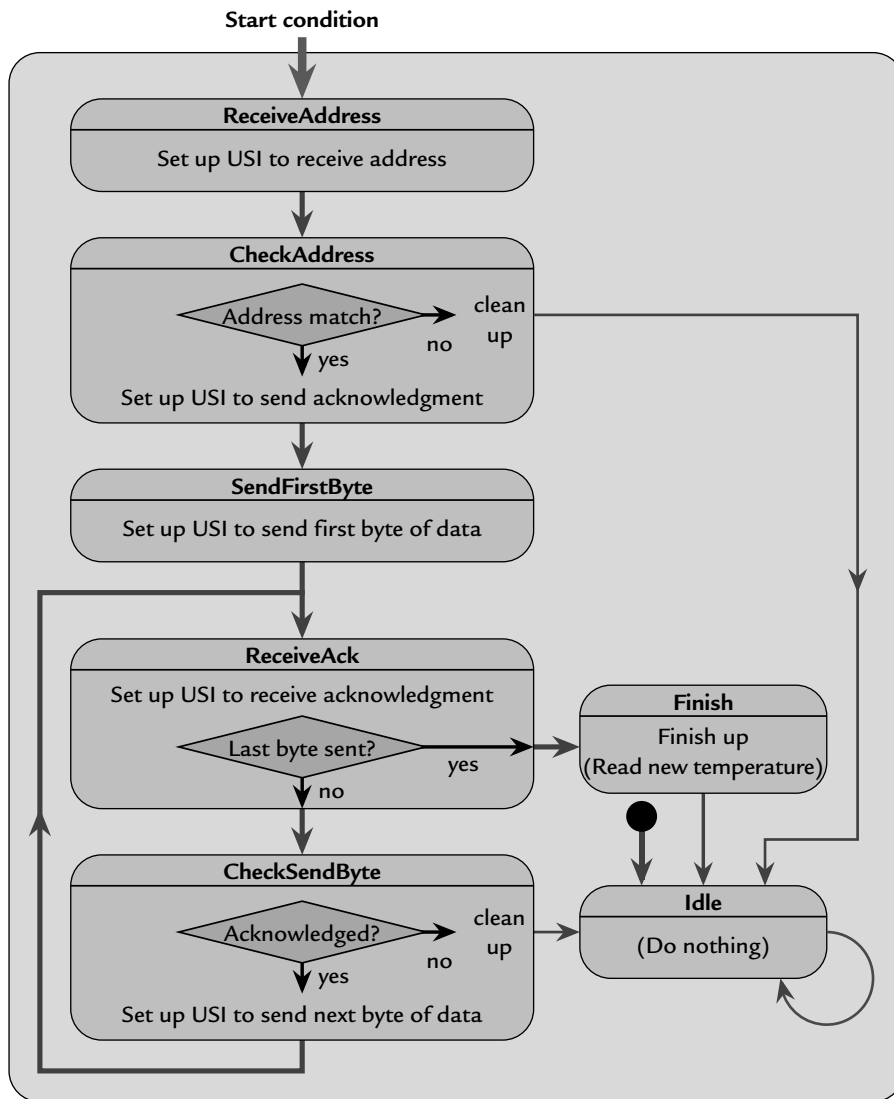 Start condition
ReceiveAddress
Set up USI to receive address
CheckAddress
Address match?
no
clean
up
yes
Set up USI to send acknowledgment
SendFirstByte
Set up USI to send first byte of data
ReceiveAck
Set up USI to receive acknowledgment
Last byte sent?
yes
no
Finish
Finish up
(Read new temperature)
CheckSendByte
Acknowledged?
no
clean
up
yes
Set up USI to send next byte of data
Idle
(Do nothing)